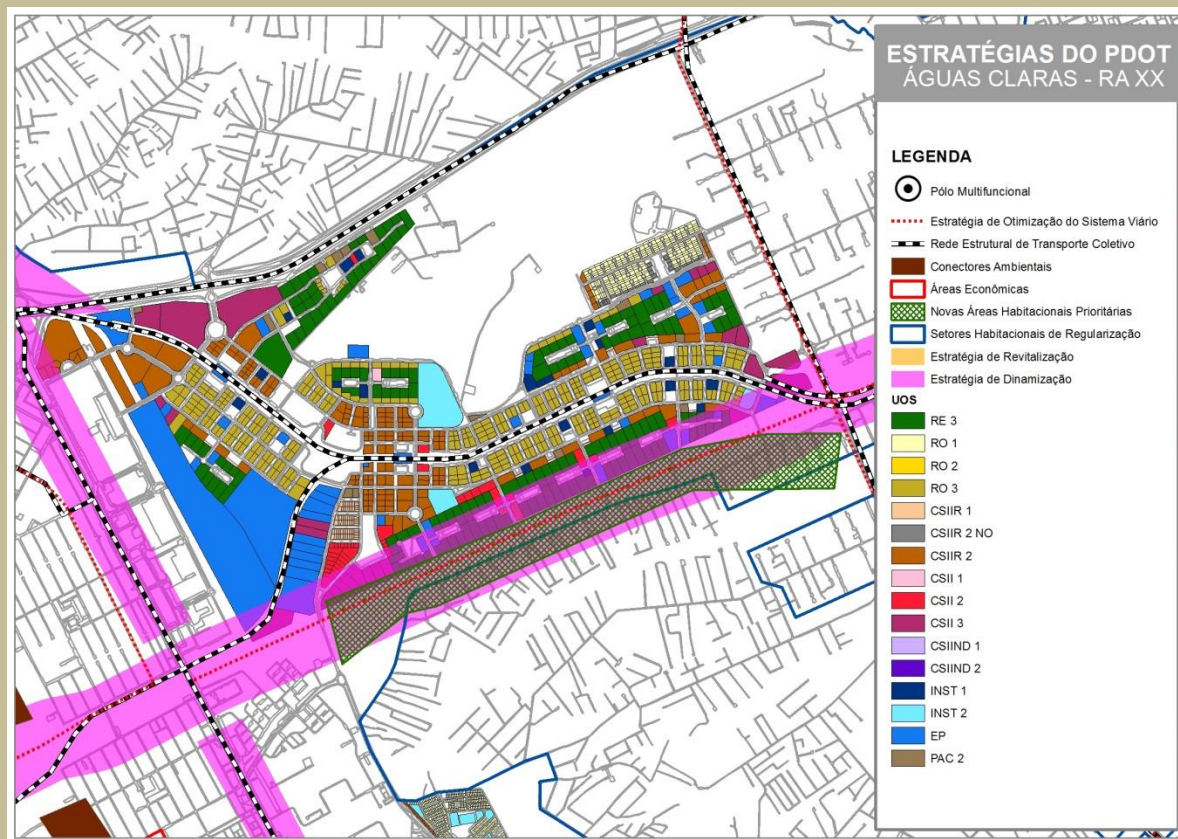 ESTRATÉGIAS DO PDOT
ÁGUAS CLARAS - RA XX
LEGENDA
Pólo Multifuncional
Estratégia de Otimização do Sistema Viário
Rede Estrutural de Transporte Coletivo
Conectores Ambientais
Áreas Econômicas
Novas Áreas Habitacionais Prioritárias
Setores Habitacionais de Regularização
Estratégia de Revitalização
Estratégia de Dinamização
UOS
RE 3
RO 1
RO 2
RO 3
CSIIR 1
CSIIR 2 NO
CSIIR 2
CSII 1
CSII 2
CSII 3
CSIIND 1
CSIIND 2
INST 1
INST 2
EP
PAC 2